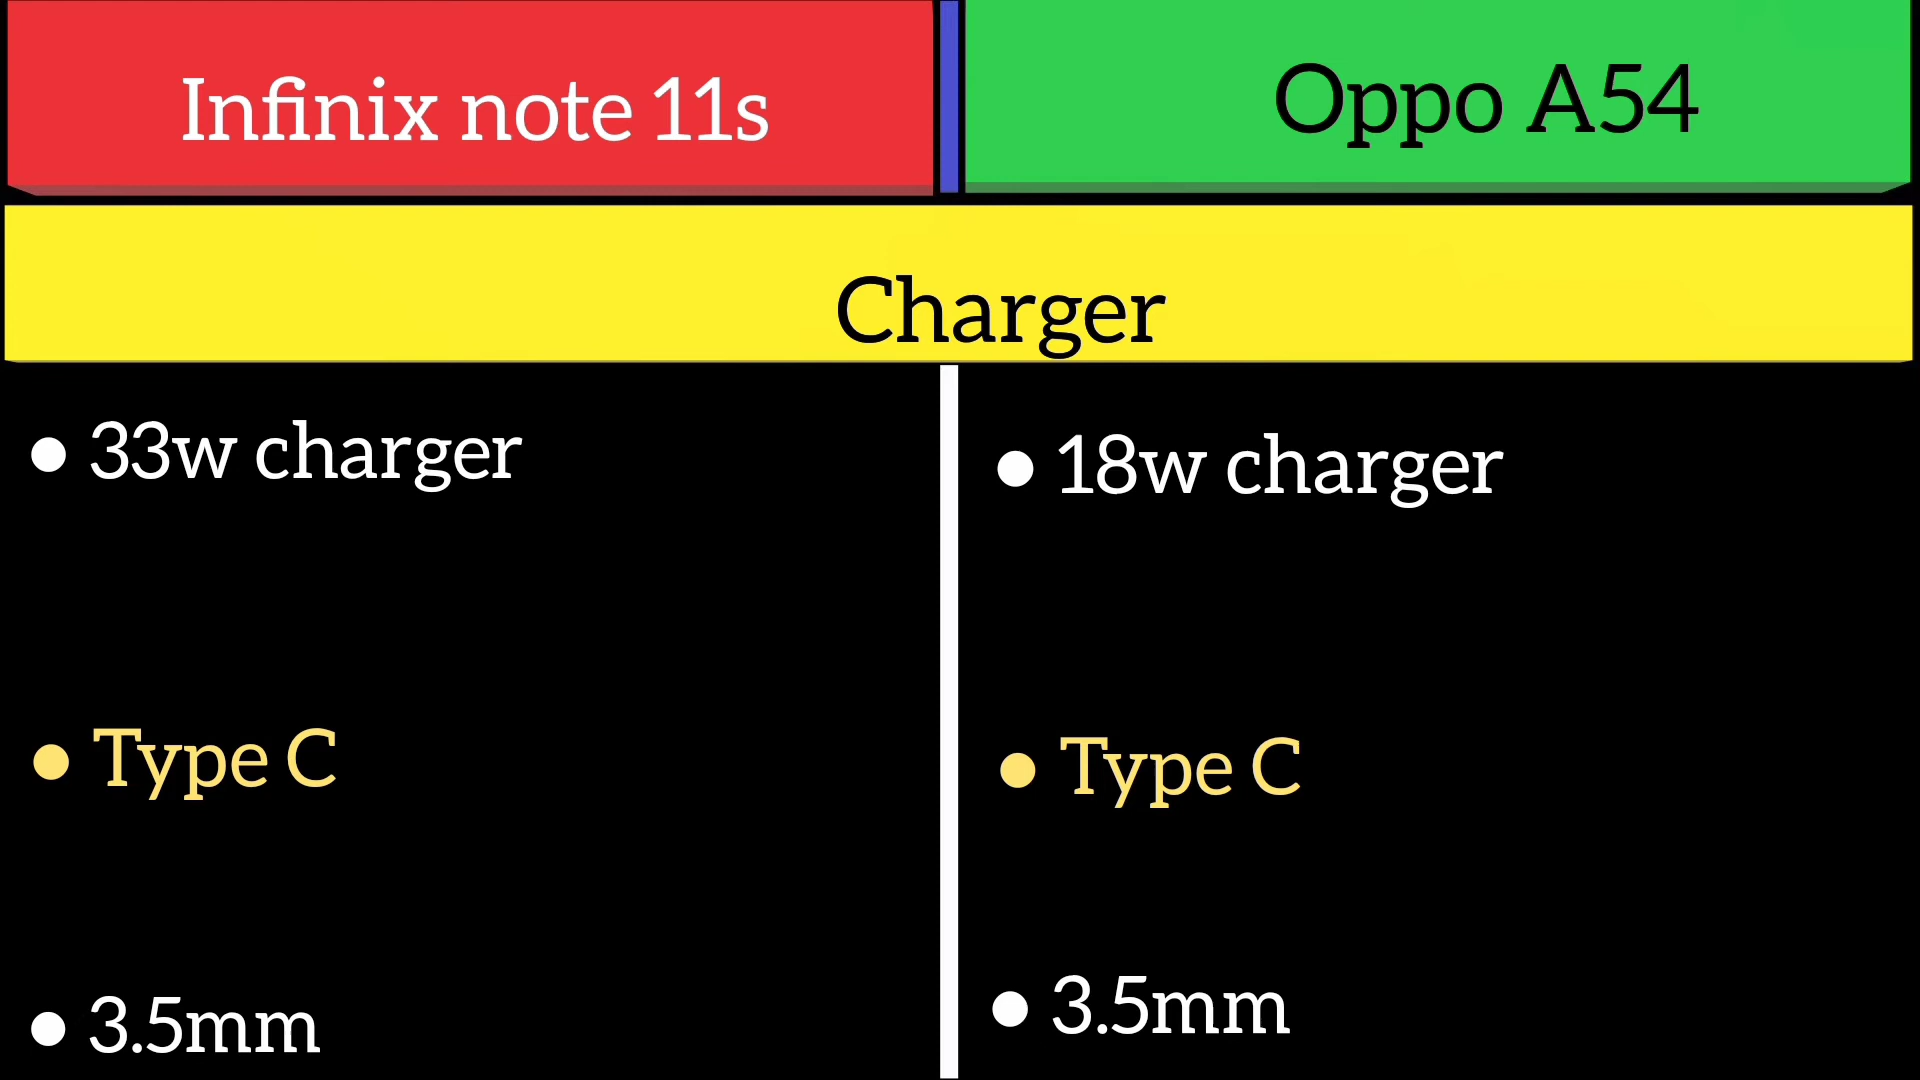 Infinix note 11s
Oppo A54
Charger
• 33w charger
• 18w charger
• Type C
• Type C
• 3.5mm
• 3.5mm